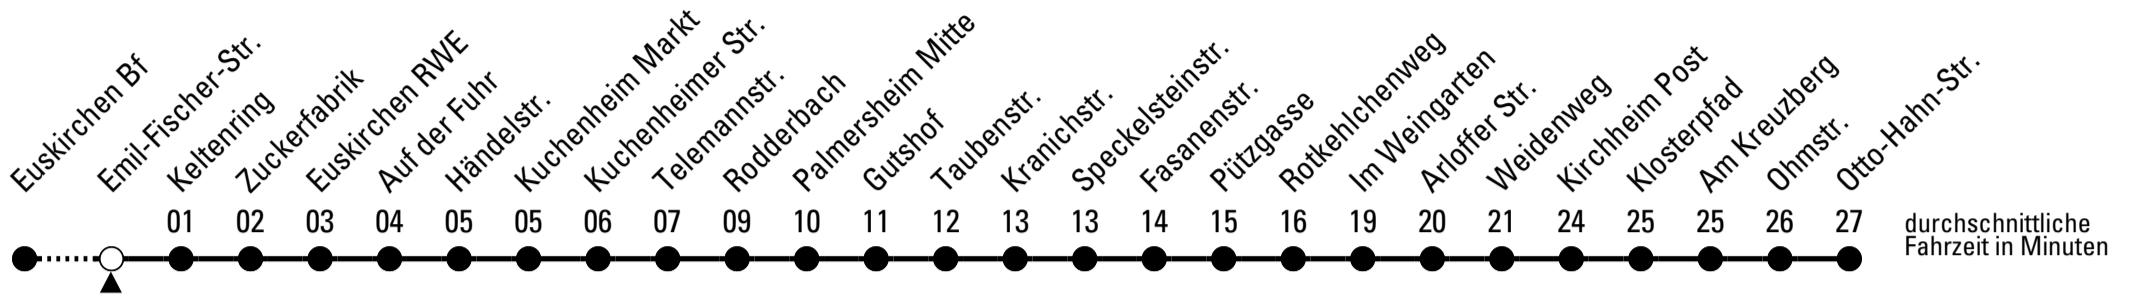 Euskirchen Bf
Emil-Fischer-Str.
Keltenring
Zuckerfabrik
Euskirchen RWE
Auf der Fuhr
Händelstr.
Kuchenheim Markt
Kuchenheimer Str.
Telemannstr.
Rodderbach
Palmersheim Mitte
Gutshof
Taubenstr.
Kranichstr.
Speckelsteinstr.
Fasanenstr.
Pützgasse
Rotkehlchenweg
Im Weingarten
Arloffer Str.
Weidenweg
Kirchheim Post
Klosterpfad
Am Kreuzberg
Ohmstr.
Otto-Hahn-Str.
01 02 03 04 05 05 06 07 09 10 11 12 13 13 14 15 16 19 20 21 24 25 25 26 27
durchschnittliche
Fahrzeit in Minuten